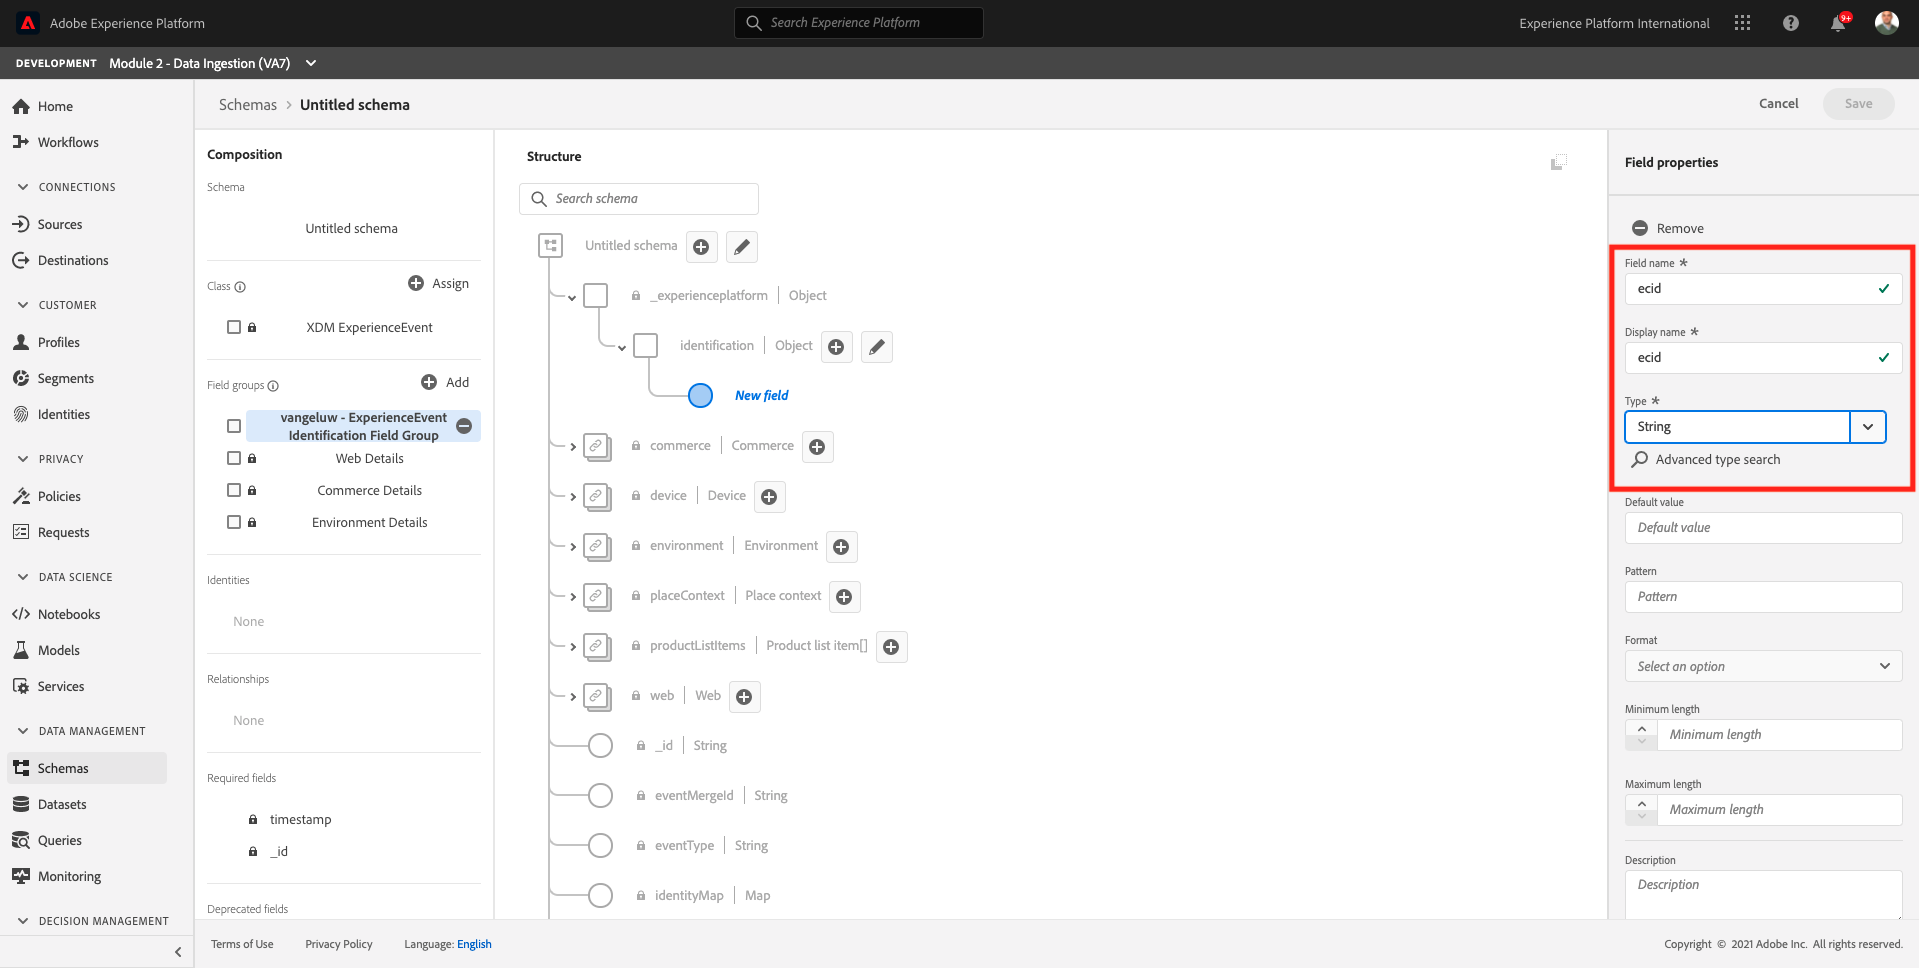 Adobe Experience Platform
Search Experience Platform
Experience Platform International
9+
DEVELOPMENT Module 2 - Data Ingestion (VA7)
Home
Workflows
CONNECTIONS
Sources
Destinations
CUSTOMER
Profiles
Segments
Identities
PRIVACY
Policies
Requests
DATA SCIENCE
Notebooks
Models
Services
DATA MANAGEMENT
Schemas
Datasets
Queries
Monitoring
DECISION MANAGEMENT
Schemas > Untitled schema
Cancel
Save
Composition
Schema
Untitled schema
Class
Assign
XDM ExperienceEvent
Field groups
Add
vangeluw - ExperienceEvent
Identification Field Group
Web Details
Commerce Details
Environment Details
Identities
None
Relationships
None
Required fields
timestamp
_id
Deprecated fields
Structure
Search schema
Untitled schema
_experienceplatform | Object
identification | Object
New field
commerce | Commerce
device | Device
environment | Environment
placeContext | Place context
productListItems | Product list item[]
web | Web
_id | String
eventMergeId | String
eventType | String
identityMap | Map
Field properties
Remove
Field name *
ecid
Display name *
ecid
Type *
String
Advanced type search
Default value
Default value
Pattern
Pattern
Format
Select an option
Minimum length
Minimum length
Maximum length
Maximum length
Description
Description
Terms of Use
Privacy Policy
Language: English
Copyright © 2021 Adobe Inc. All rights reserved.